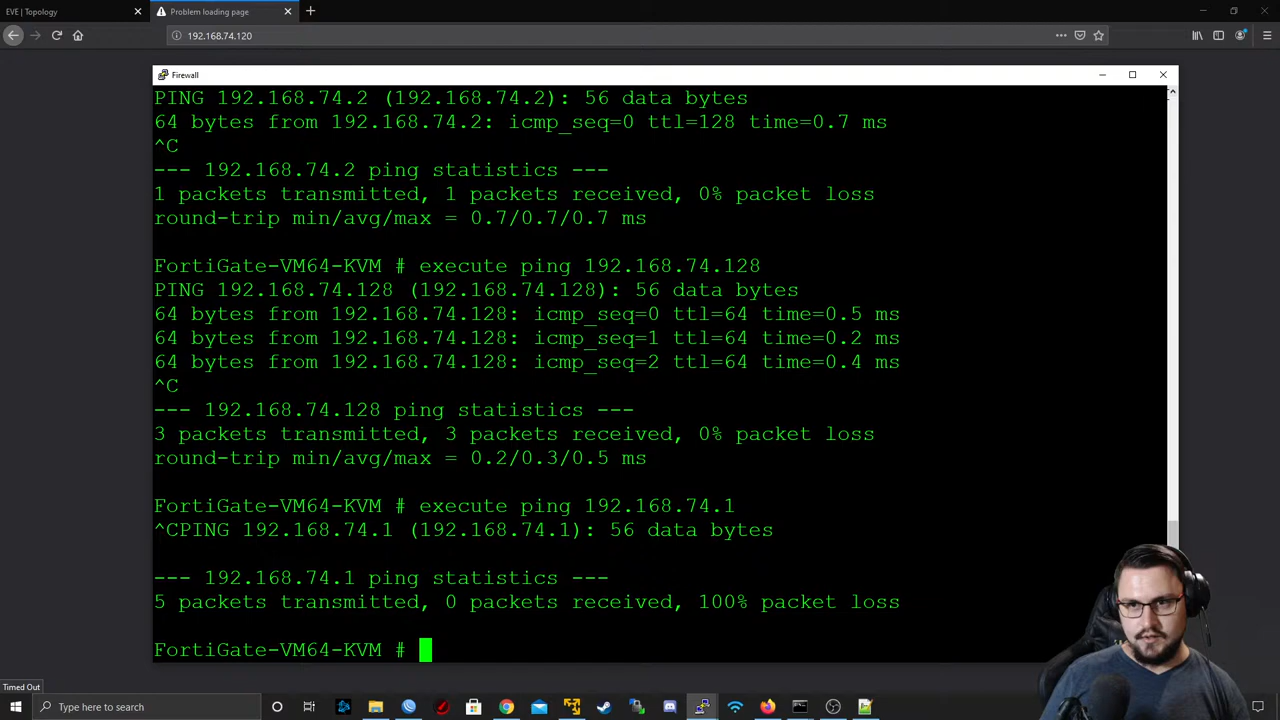 EVE | Topology
Problem loading page
192.168.74.120
Firewall
PING 192.168.74.2 (192.168.74.2): 56 data bytes
64 bytes from 192.168.74.2: icmp_seq=0 ttl=128 time=0.7 ms
^C
--- 192.168.74.2 ping statistics ---
1 packets transmitted, 1 packets received, 0% packet loss
round-trip min/avg/max = 0.7/0.7/0.7 ms
FortiGate-VM64-KVM # execute ping 192.168.74.128
PING 192.168.74.128 (192.168.74.128): 56 data bytes
64 bytes from 192.168.74.128: icmp_seq=0 ttl=64 time=0.5 ms
64 bytes from 192.168.74.128: icmp_seq=1 ttl=64 time=0.2 ms
64 bytes from 192.168.74.128: icmp_seq=2 ttl=64 time=0.4 ms
^C
--- 192.168.74.128 ping statistics ---
3 packets transmitted, 3 packets received, 0% packet loss
round-trip min/avg/max = 0.2/0.3/0.5 ms
FortiGate-VM64-KVM # execute ping 192.168.74.1
^CPING 192.168.74.1 (192.168.74.1): 56 data bytes
--- 192.168.74.1 ping statistics ---
5 packets transmitted, 0 packets received, 100% packet loss
FortiGate-VM64-KVM #
Timed Out
Type here to search